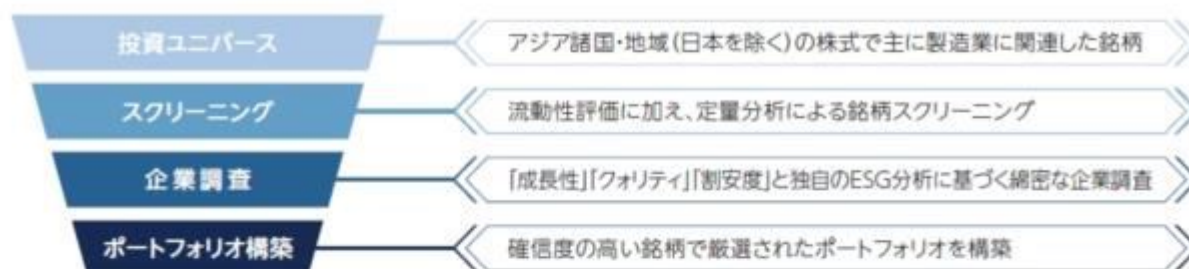 投資ユニバース
アジア諸国・地域(日本を除く)の株式で主に製造業に関連した銘柄
スクリーニング
流動性評価に加え、定量分析による銘柄スクリーニング
企業調査
「成長性」「クォリティ」「割安度」と独自のESG分析に基づく綿密な企業調査
ポートフォリオ構築
確信度の高い銘柄で厳選されたポートフォリオを構築